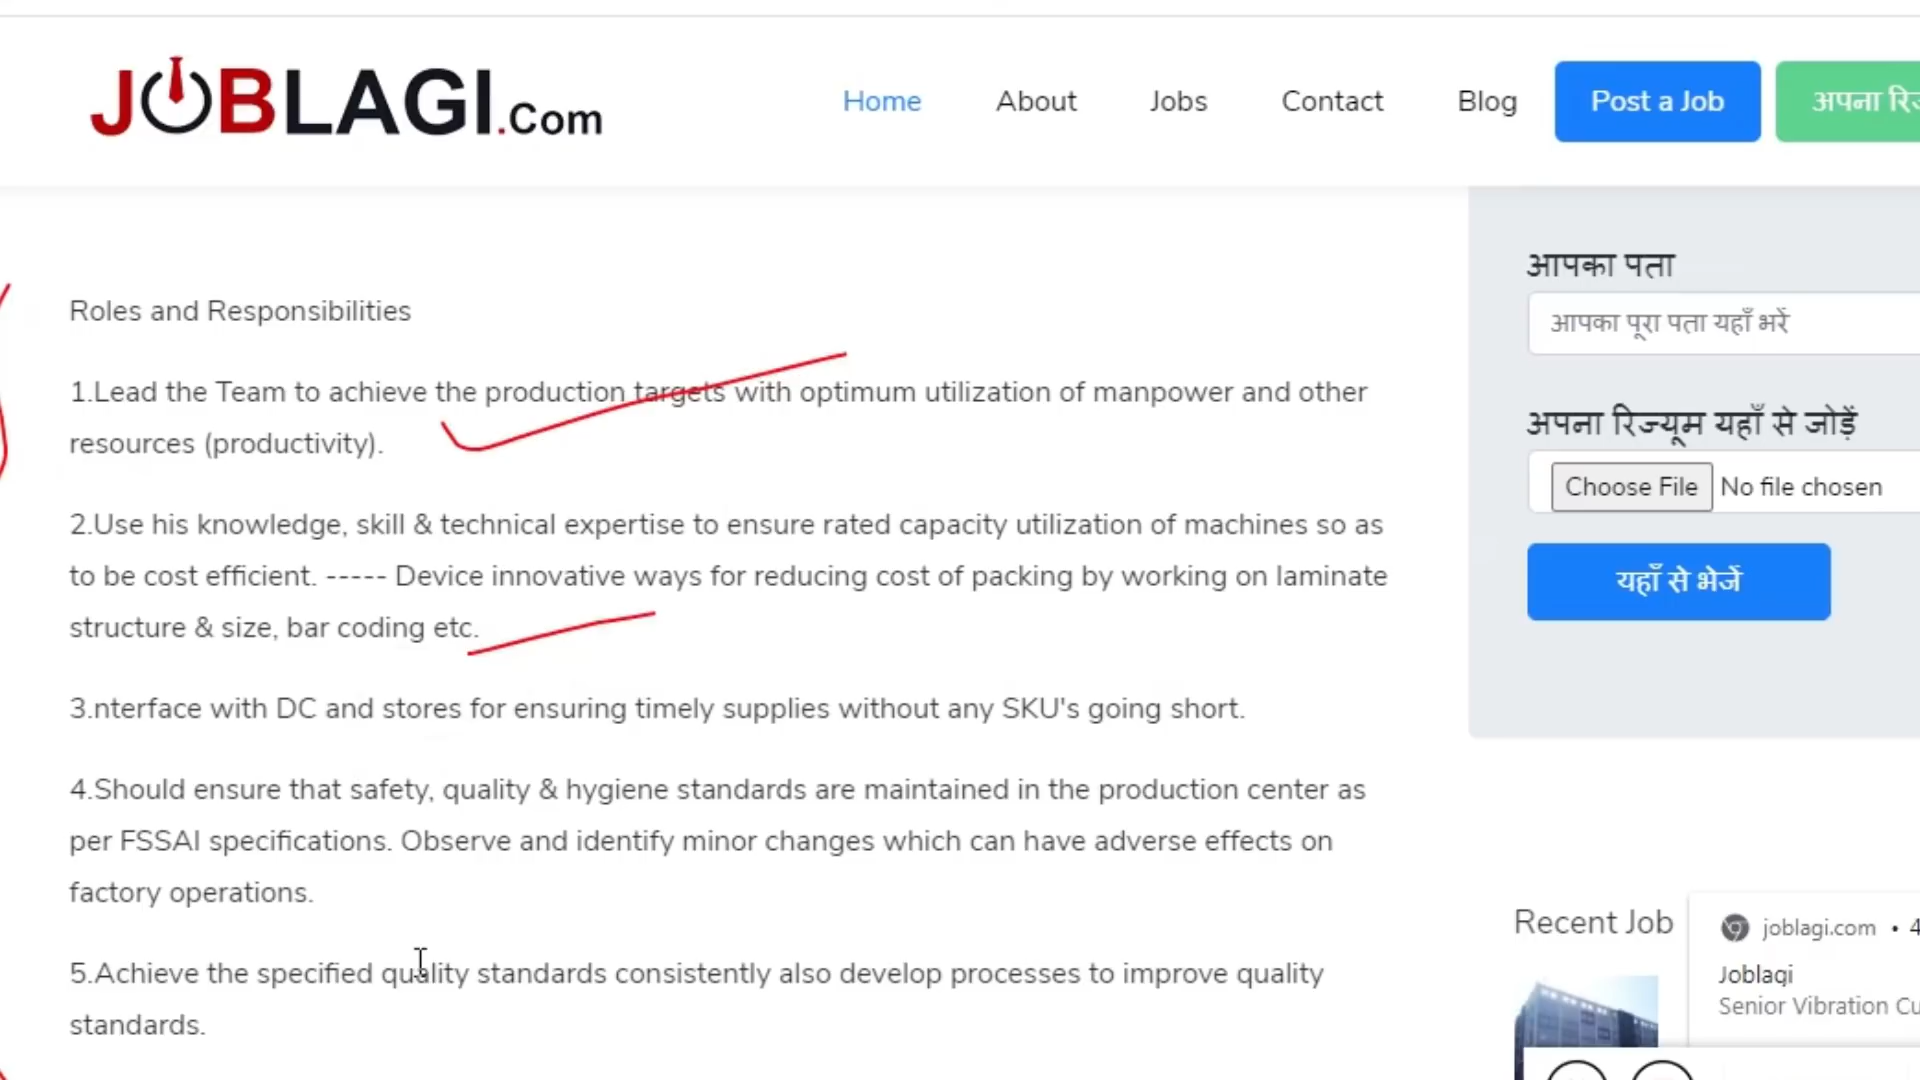 JOBLAGI.Com
Home About Jobs Contact Blog Post a Job अपना
Roles and Responsibilities
1.Lead the Team to achieve the production targets with optimum utilization of manpower and other
resources (productivity).
2.Use his knowledge, skill & technical expertise to ensure rated capacity utilization of machines so as
to be cost efficient. ----- Device innovative ways for reducing cost of packing by working on laminate
structure & size, bar coding etc.
3.nterface with DC and stores for ensuring timely supplies without any SKU's going short.
4.Should ensure that safety, quality & hygiene standards are maintained in the production center as
per FSSAI specifications. Observe and identify minor changes which can have adverse effects on
factory operations.
5.Achieve the specified quality standards consistently also develop processes to improve quality
standards.
आपका पता
आपका पूरा पता यहाँ भरें
अपना रिज्यूम यहाँ से जोड़ें
Choose File No file chosen
यहाँ से भेजें
Recent Job
joblagi.com • 4
Joblagi
Senior Vibration